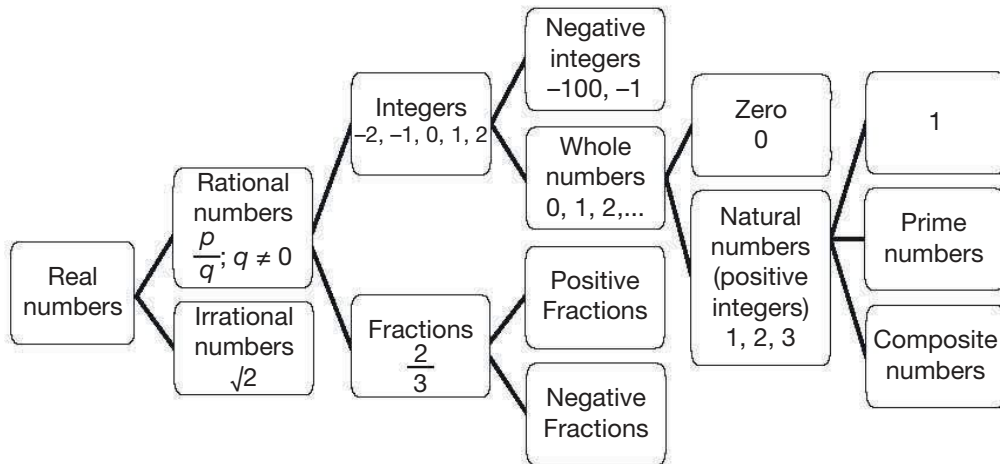 Real
numbers
Rational
numbers
p/q; q ≠ 0
Irrational
numbers
√2
Integers
–2, –1, 0, 1, 2
Fractions
2/3
Negative
integers
–100, –1
Whole
numbers
0, 1, 2,...
Positive
Fractions
Negative
Fractions
Zero
0
Natural
numbers
(positive
integers)
1, 2, 3
1
Prime
numbers
Composite
numbers